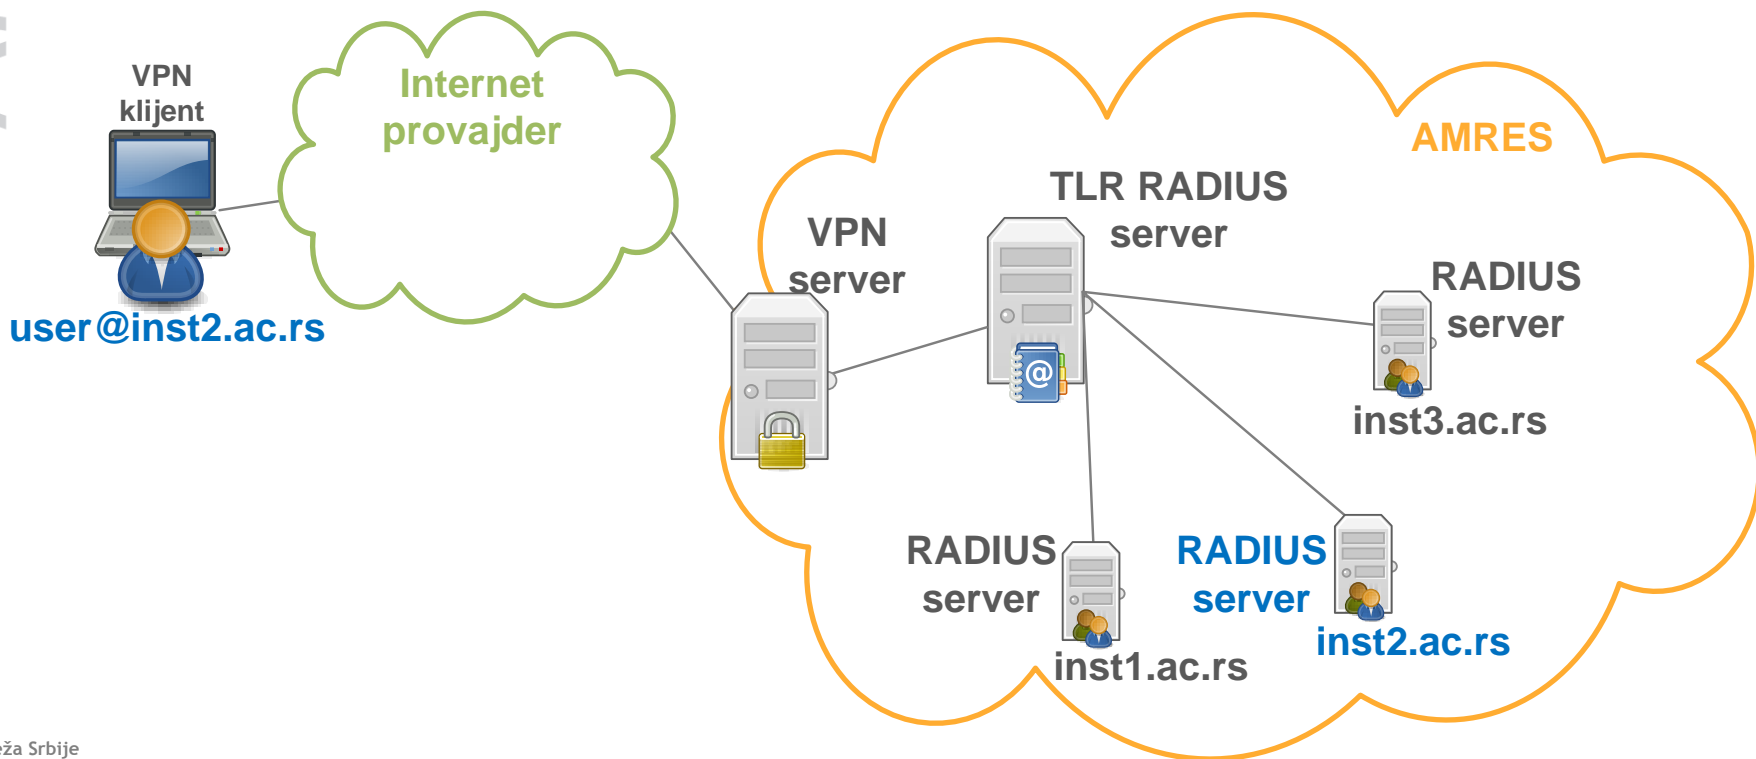 VPN
klijent
Internet
provajder
AMRES
TLR RADIUS
server
VPN
server
RADIUS
server
user@inst2.ac.rs
@
inst3.ac.rs
RADIUS
server
RADIUS
server
inst2.ac.rs
inst1.ac.rs
Srbije